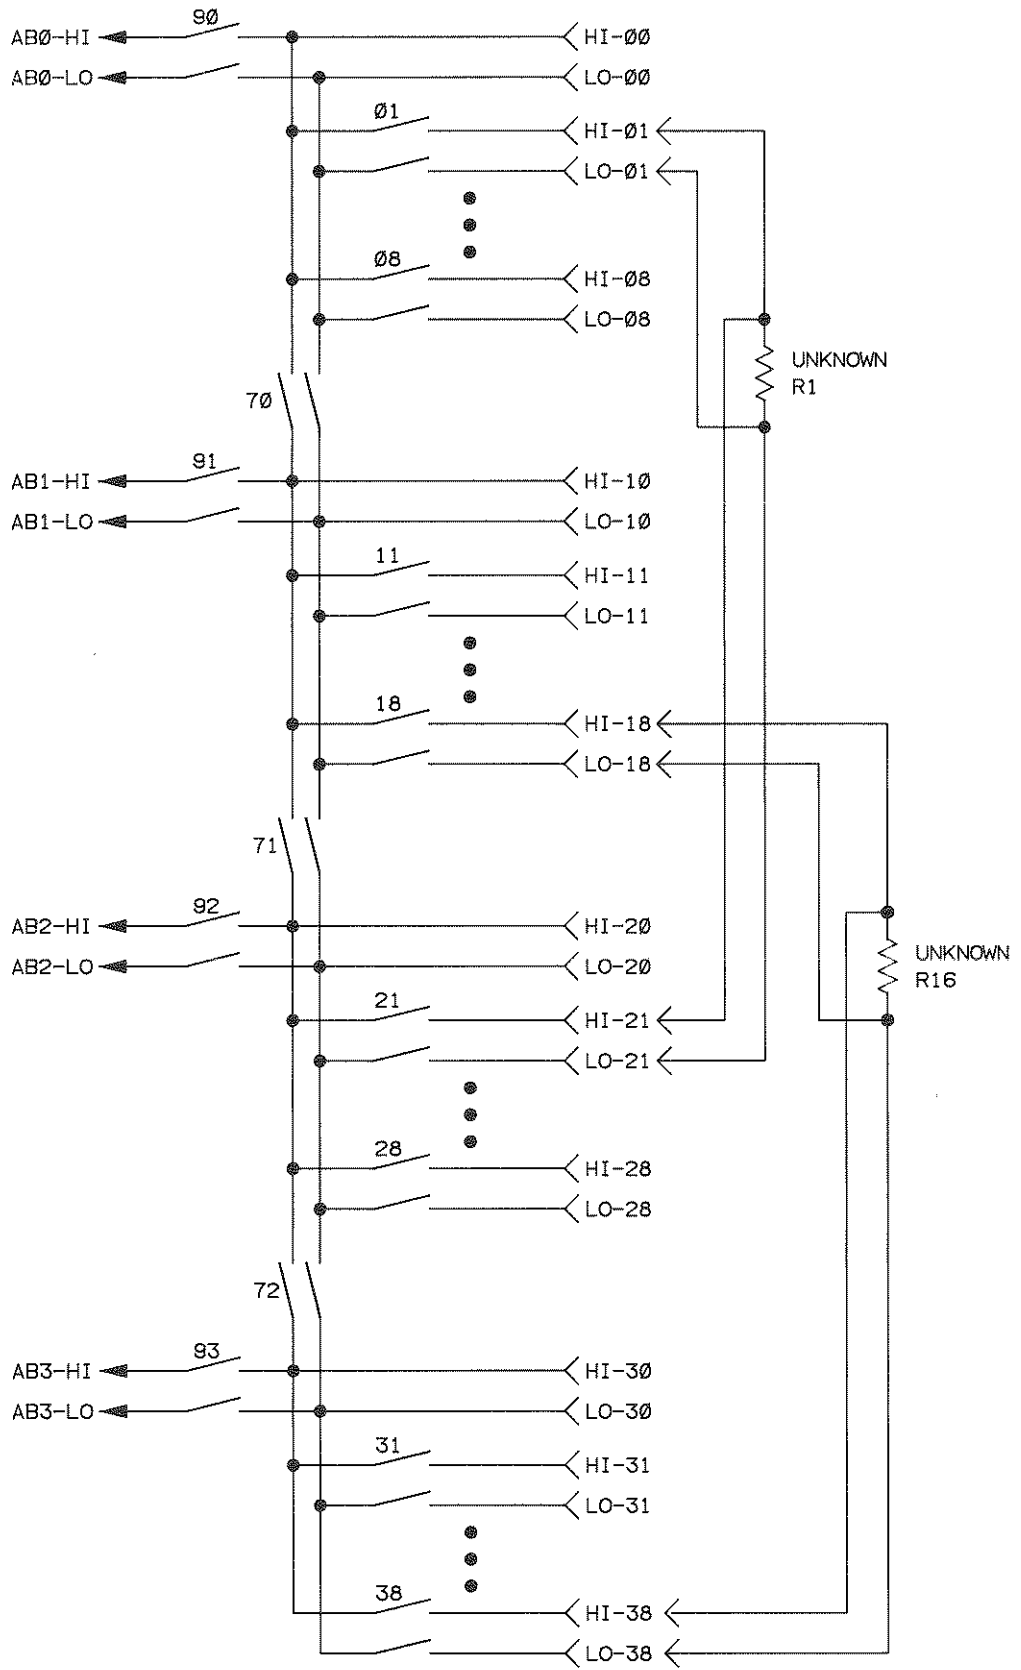 90
ABØ-HI
HI-ØØ
ABØ-LO
LO-ØØ
Ø1
HI-Ø1
LO-Ø1
Ø8
HI-Ø8
LO-Ø8
UNKNOWN
R1
7Ø
91
AB1-HI
HI-1Ø
AB1-LO
LO-1Ø
11
HI-11
LO-11
18
HI-18
LO-18
71
92
AB2-HI
HI-2Ø
AB2-LO
LO-2Ø
UNKNOWN
R16
21
HI-21
LO-21
28
HI-28
LO-28
72
93
AB3-HI
HI-3Ø
AB3-LO
LO-3Ø
31
HI-31
LO-31
38
HI-38
LO-38